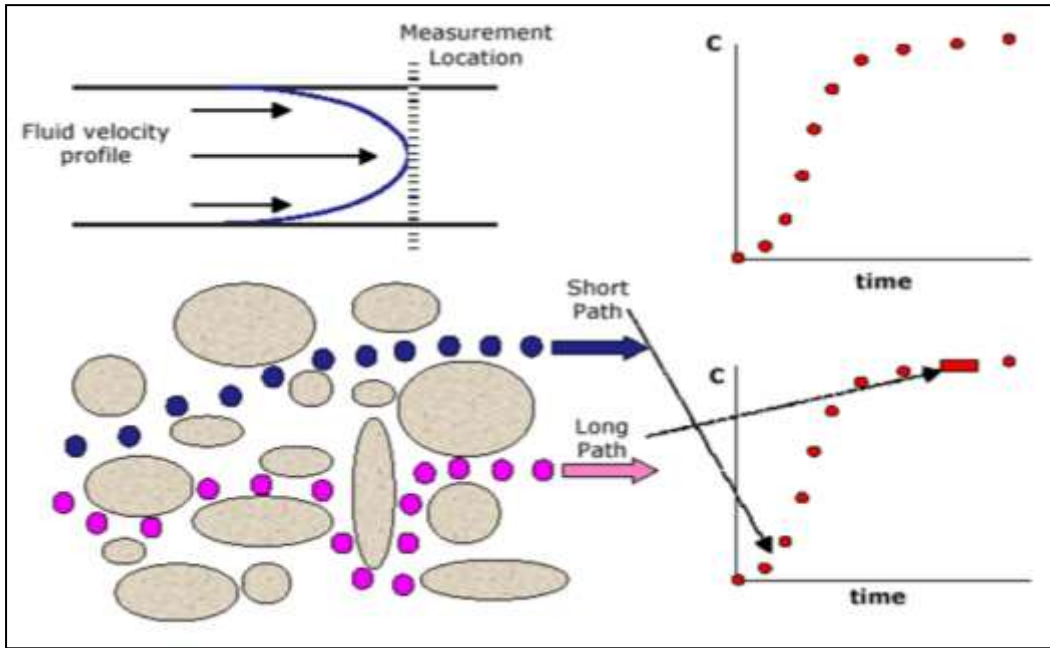 Measurement
Location
Fluid velocity
profile
C
time
Short
Path
Long
Path
C
time